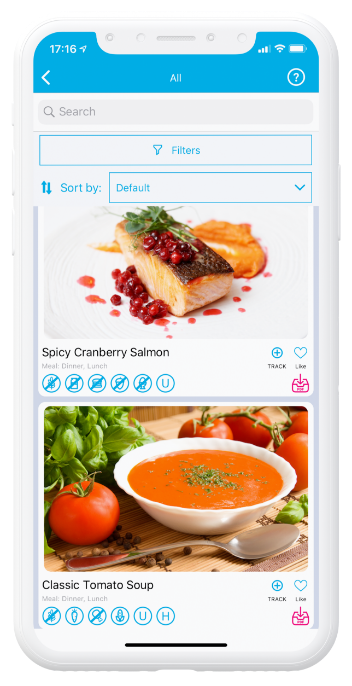 17:16
All
?
Search
Filters
Sort by: Default
Spicy Cranberry Salmon
TRACK Like
Meal: Dinner, Lunch
U
Classic Tomato Soup
TRACK Like
Meal: Dinner, Lunch
U H